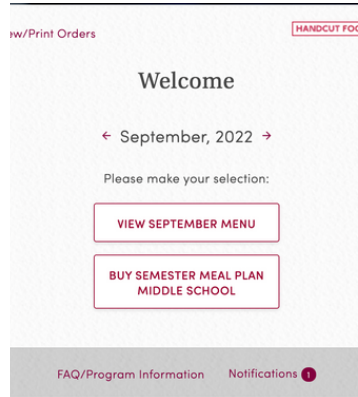 ew/Print Orders
HANDCUT FOO
Welcome
← September, 2022 →
Please make your selection:
VIEW SEPTEMBER MENU
BUY SEMESTER MEAL PLAN
MIDDLE SCHOOL
FAQ/Program Information Notifications 1